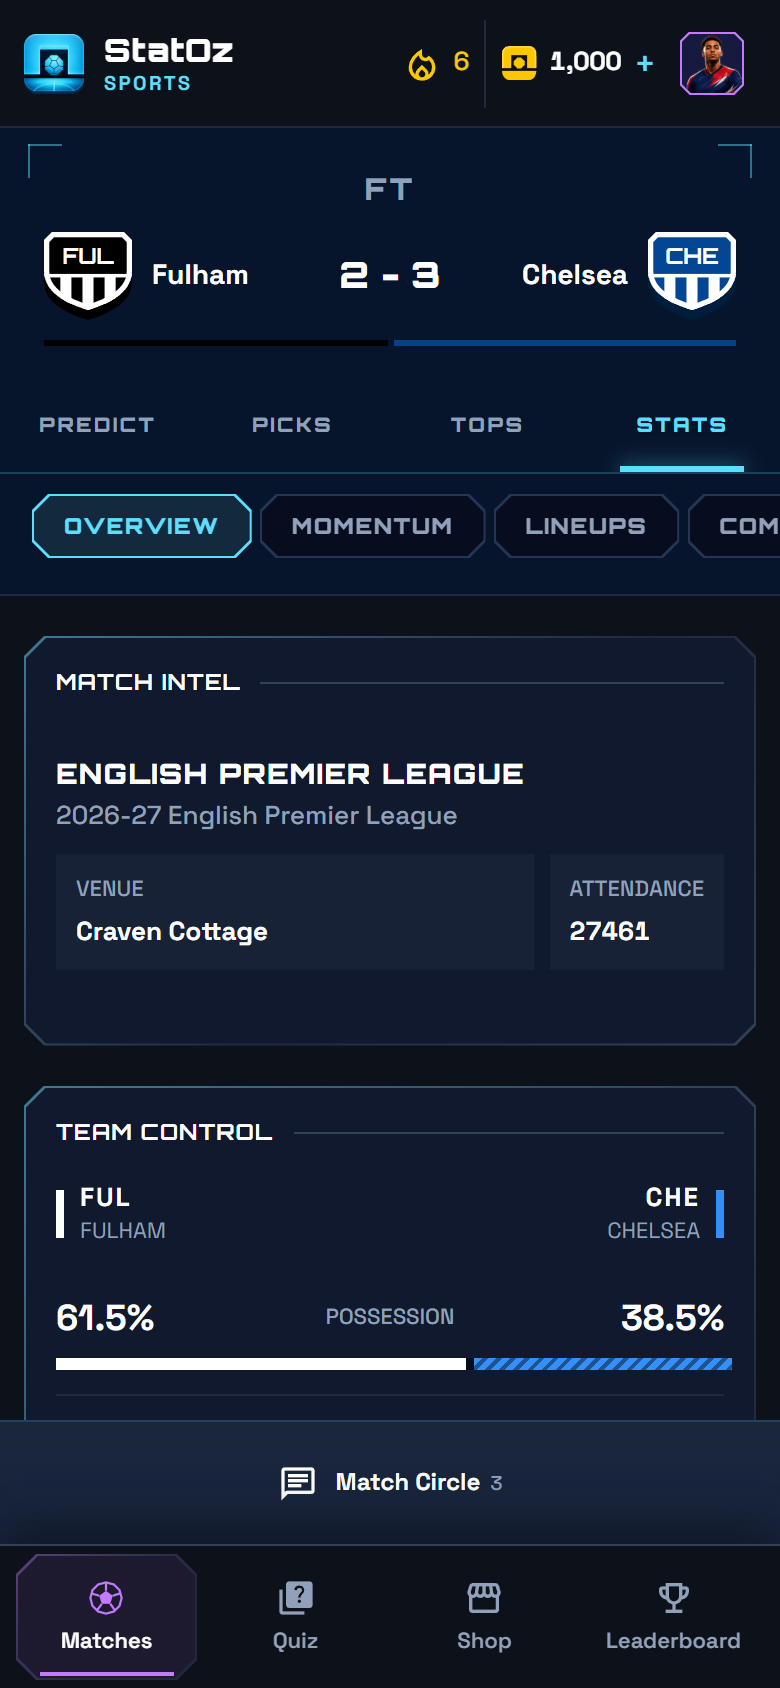 StatOz
SPORTS
6
1,000 +
FT
FUL
Fulham
2 - 3
Chelsea
CHE
PREDICT
PICKS
TOPS
STATS
OVERVIEW
MOMENTUM
LINEUPS
COM
MATCH INTEL
ENGLISH PREMIER LEAGUE
2026-27 English Premier League
VENUE
Craven Cottage
ATTENDANCE
27461
TEAM CONTROL
FUL
FULHAM
CHE
CHELSEA
61.5%
POSSESSION
38.5%
Match Circle 3
Matches
Quiz
Shop
Leaderboard